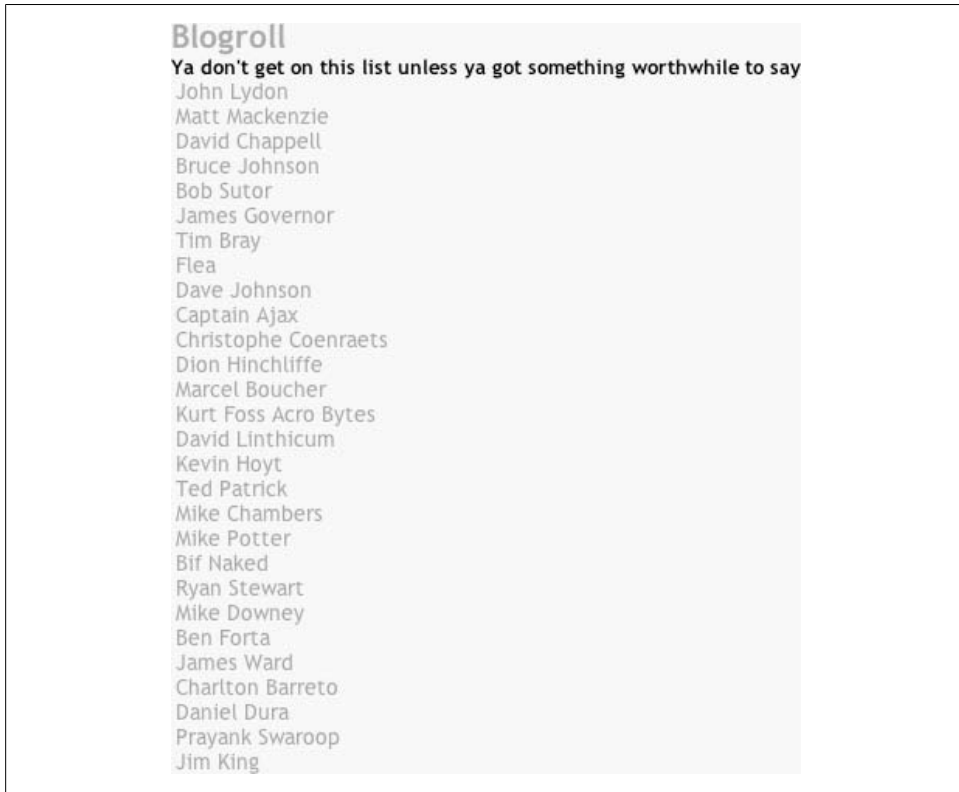 Blogroll
Ya don't get on this list unless ya got something worthwhile to say
John Lydon
Matt Mackenzie
David Chappell
Bruce Johnson
Bob Sutor
James Governor
Tim Bray
Flea
Dave Johnson
Captain Ajax
Christophe Coenraets
Dion Hinchliffe
Marcel Boucher
Kurt Foss Acro Bytes
David Linthicum
Kevin Hoyt
Ted Patrick
Mike Chambers
Mike Potter
Bif Naked
Ryan Stewart
Mike Downey
Ben Forta
James Ward
Charlton Barreto
Daniel Dura
Prayank Swaroop
Jim King